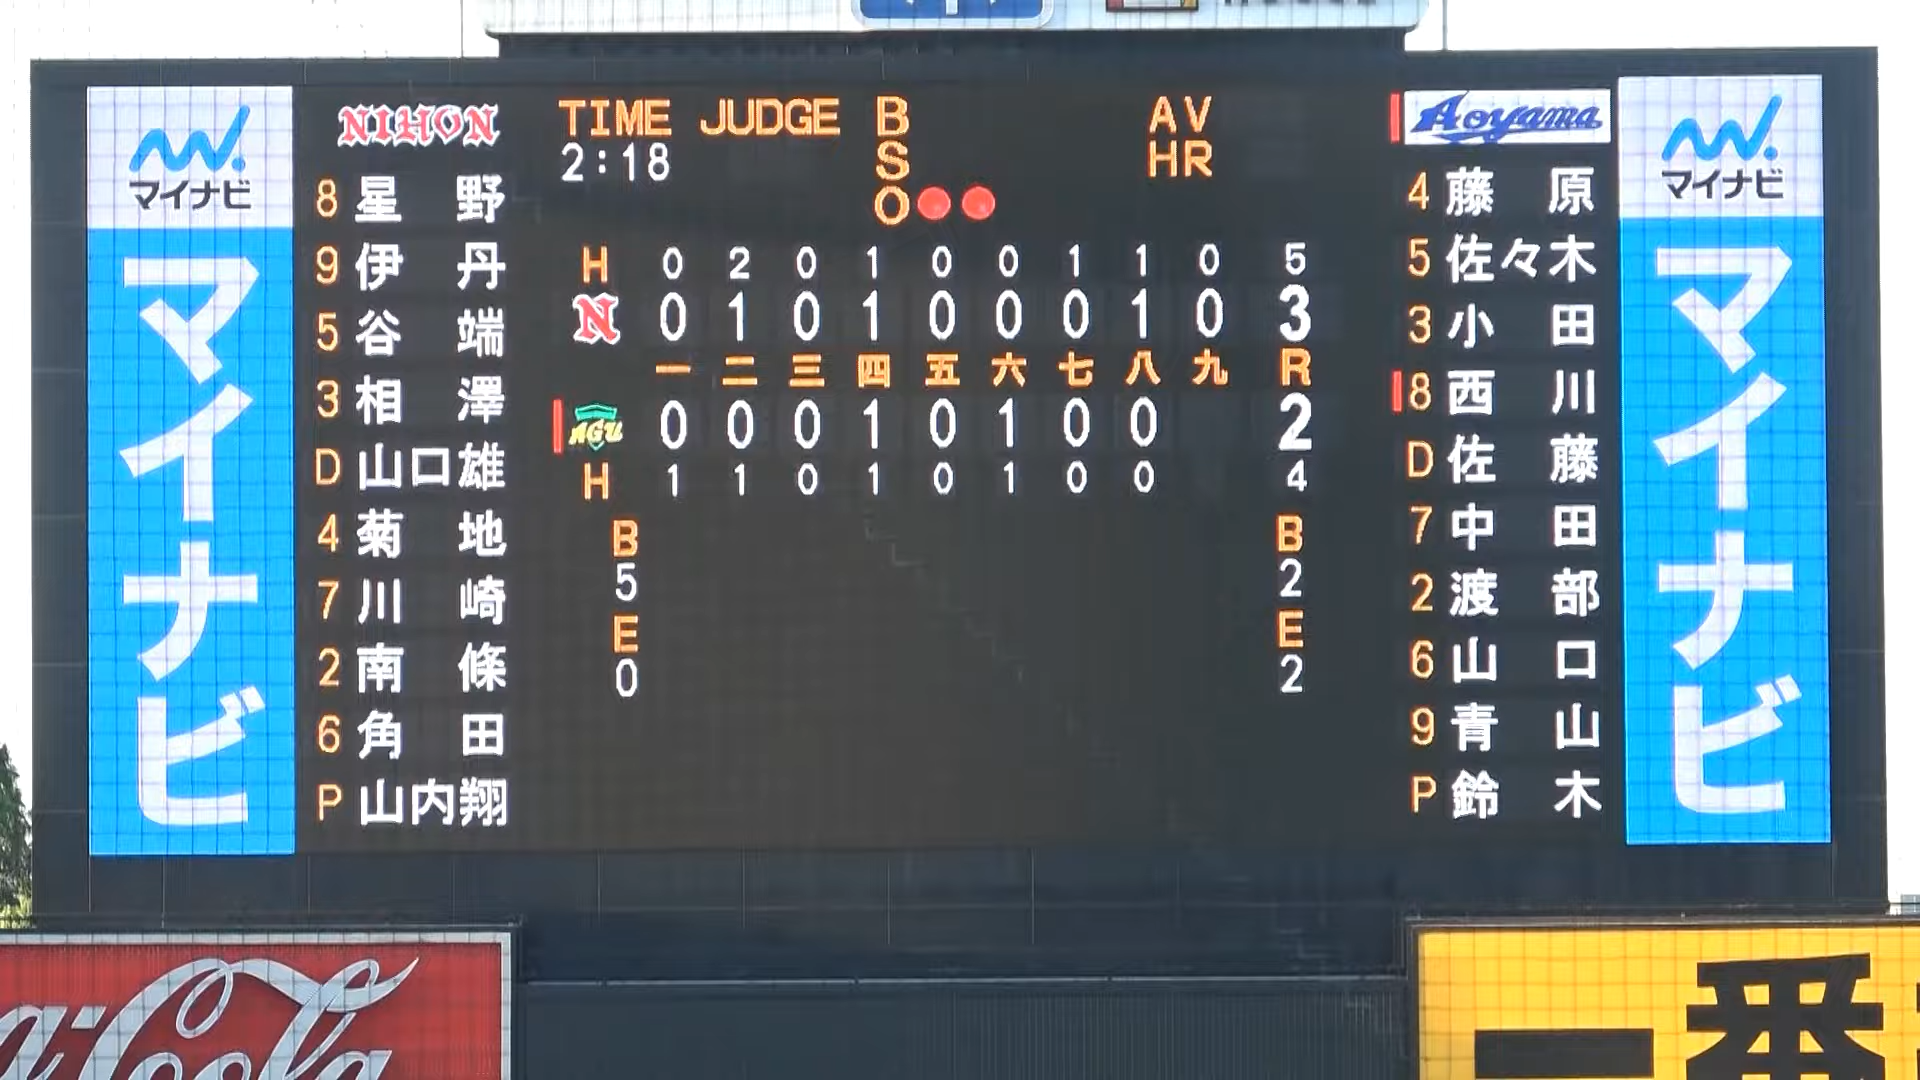 マイナビ
マイナビ
NIHON
8 星野
9 伊丹
5 谷端
3 相澤
D 山口雄
4 菊地
7 川崎
2 南條
6 角田
P 山内翔
TIME JUDGE B AV
2:18 S HR
O
H 0 2 0 1 0 0 1 1 0 5
N 0 1 0 1 0 0 0 1 0 3
一 二 三 四 五 六 七 八 九 R
AGU 0 0 0 1 0 1 0 0 2
H 1 1 0 1 0 1 0 0 4
B B
5 2
E E
0 2
Aoyama
4 藤原
5 佐々木
3 小田
8 西川
D 佐藤
7 中田
2 渡部
6 山口
9 青山
P 鈴木
マイナビ
マイナビ
a-Cola
一番